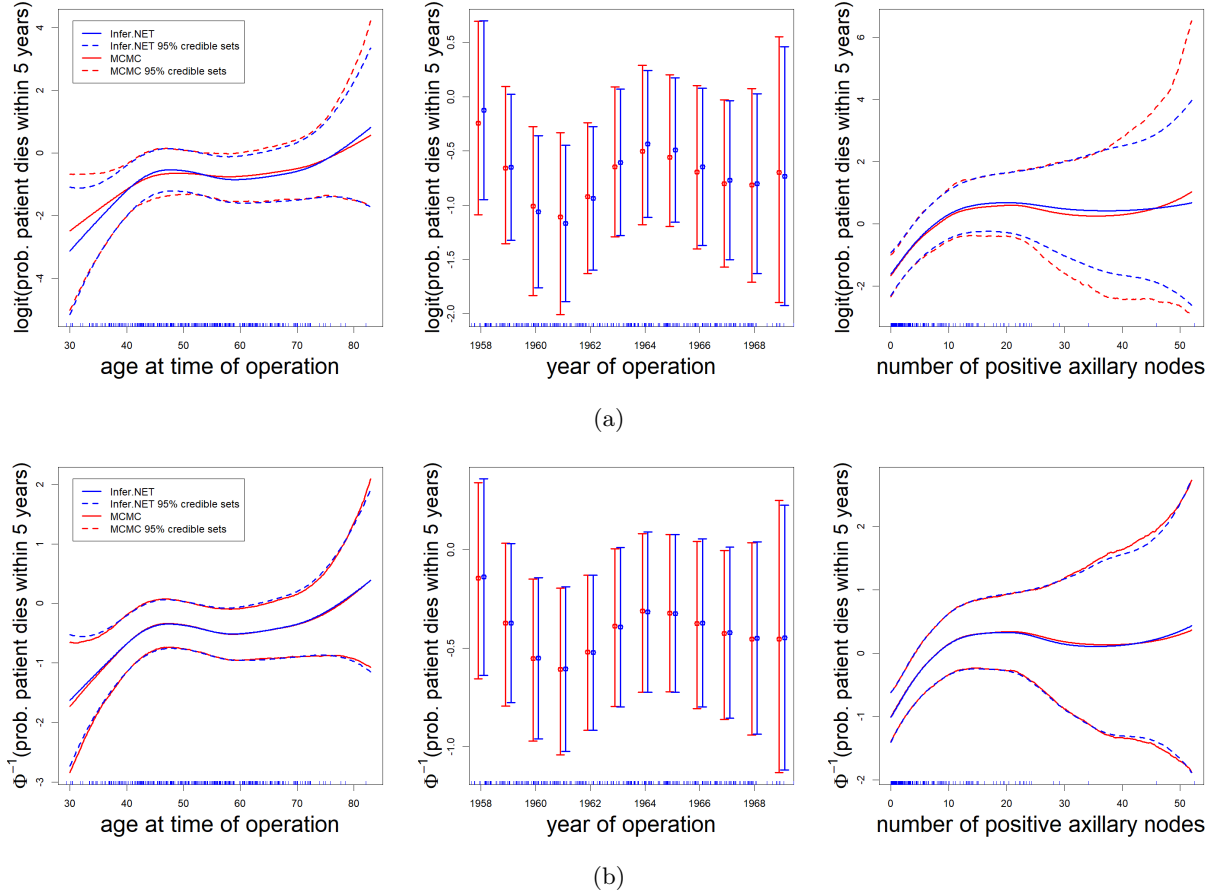 logit(prob. patient dies within 5 years)
4
2
0
−2
−4
Infer.NET
Infer.NET 95% credible sets
MCMC
MCMC 95% credible sets
30 40 50 60 70 80
age at time of operation
logit(prob. patient dies within 5 years)
0.5
0.0
−0.5
−1.0
−1.5
−2.0
1958 1960 1962 1964 1966 1968
year of operation
logit(prob. patient dies within 5 years)
6
4
2
0
−2
0 10 20 30 40 50
number of positive axillary nodes
(a)
Φ⁻¹(prob. patient dies within 5 years)
2
1
0
−1
−2
−3
Infer.NET
Infer.NET 95% credible sets
MCMC
MCMC 95% credible sets
30 40 50 60 70 80
age at time of operation
Φ⁻¹(prob. patient dies within 5 years)
0.0
−0.5
−1.0
1958 1960 1962 1964 1966 1968
year of operation
Φ⁻¹(prob. patient dies within 5 years)
2
1
0
−1
−2
0 10 20 30 40 50
number of positive axillary nodes
(b)